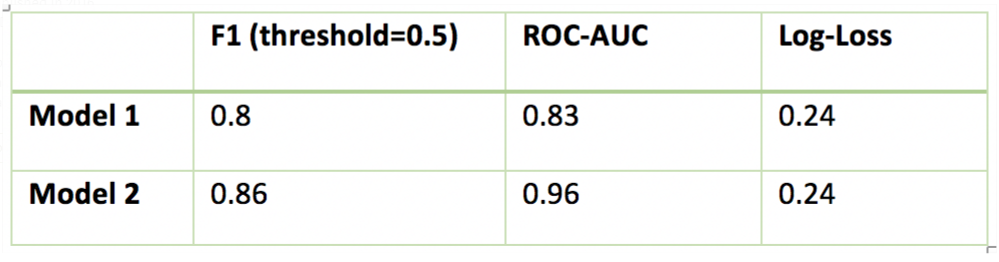 F1 (threshold=0.5) ROC-AUC Log-Loss
Model 1 0.8 0.83 0.24
Model 2 0.86 0.96 0.24